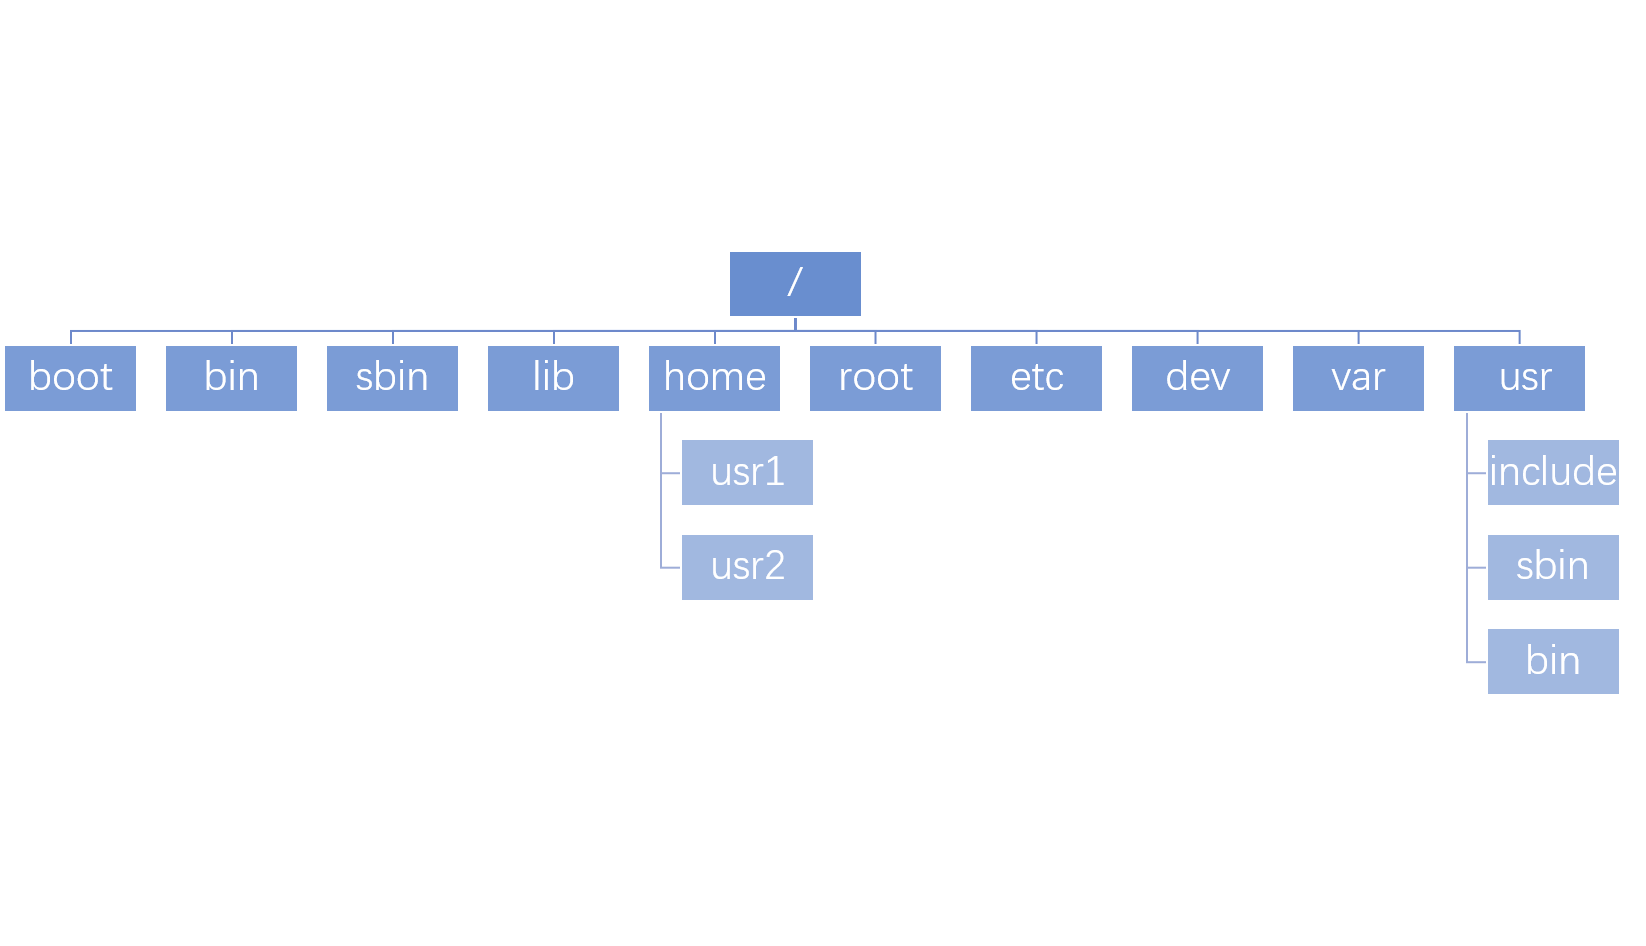 /
boot
bin
sbin
lib
home
root
etc
dev
var
usr
usr1
include
usr2
sbin
bin